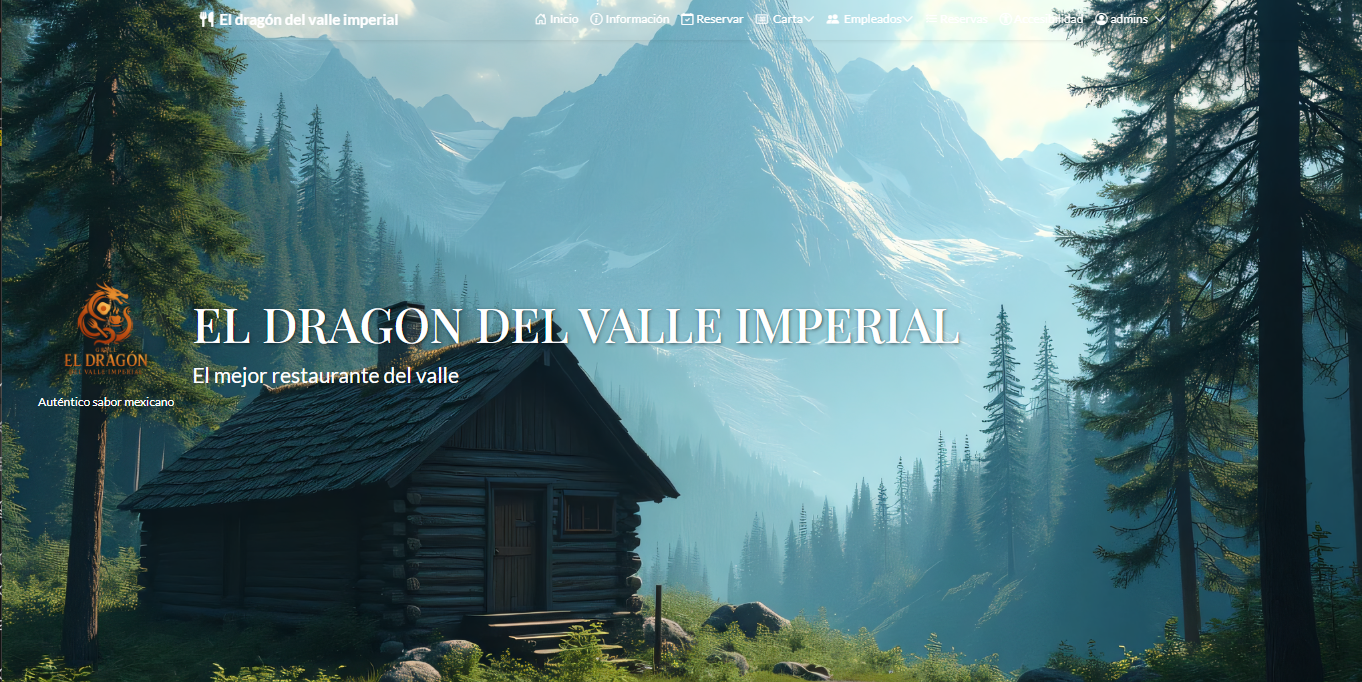 El dragón del valle imperial
Inicio Información Reservar Carta Empleados Reservas Accesibilidad admins
EL DRAGÓN DEL VALLE IMPERIAL
El mejor restaurante del valle
EL DRAGÓN
DEL VALLE IMPERIAL
Auténtico sabor mexicano